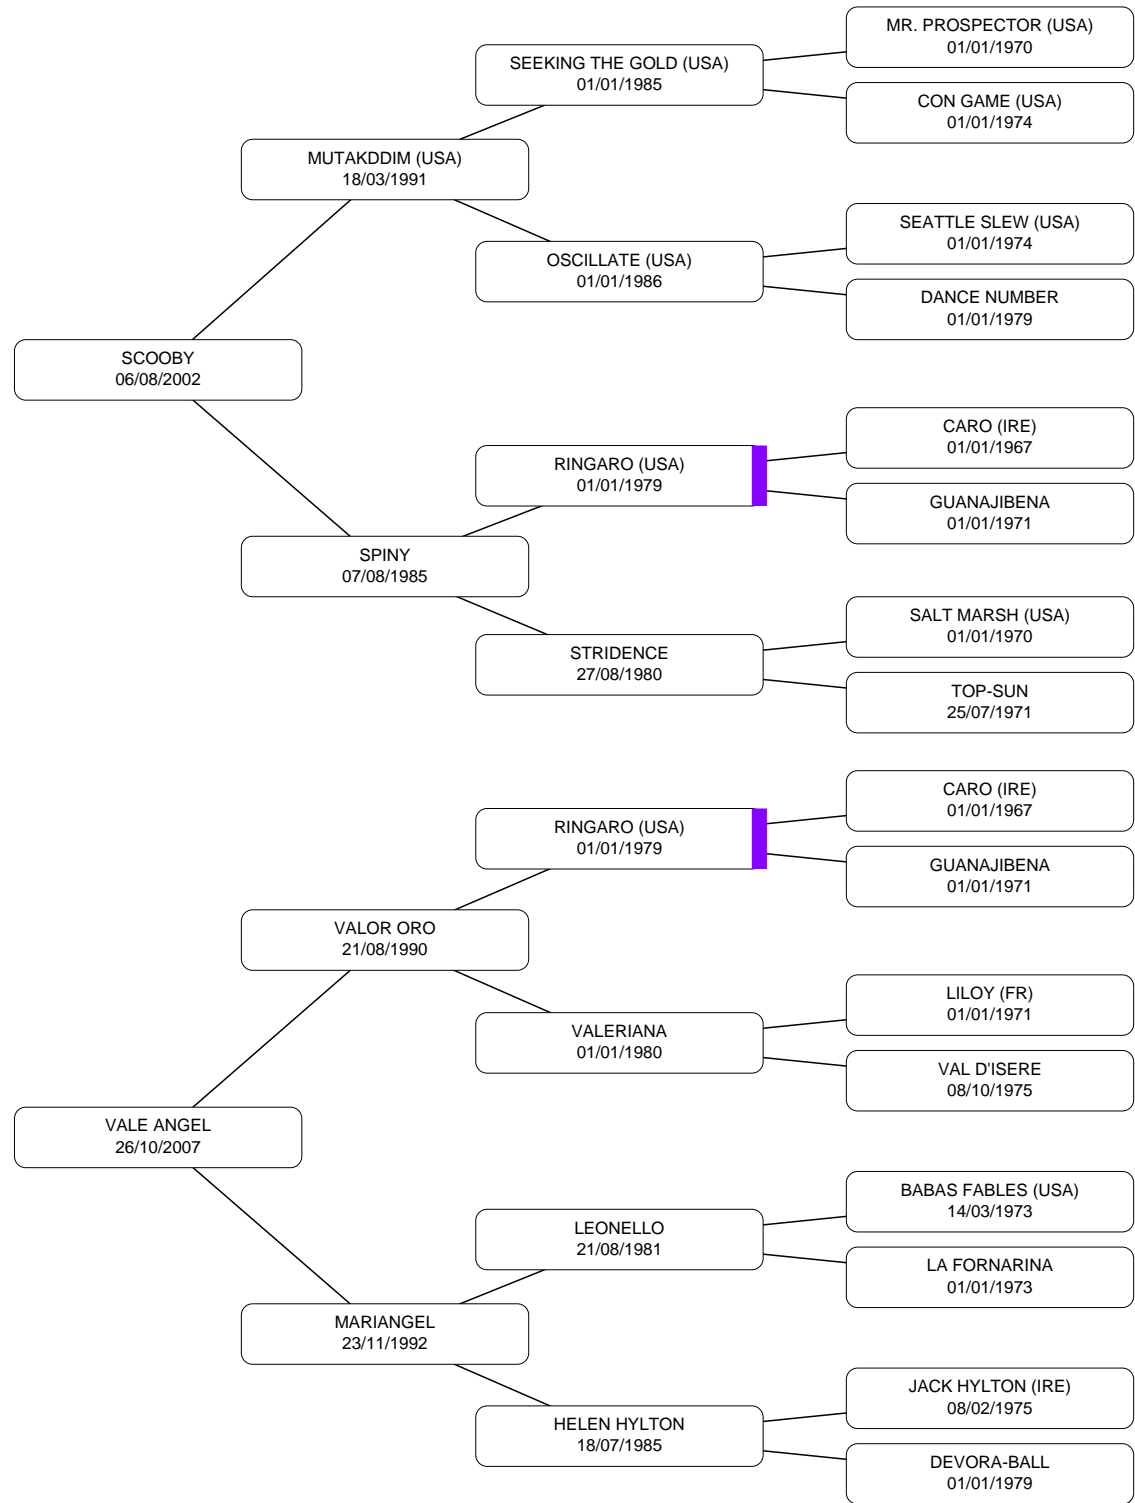 MR. PROSPECTOR (USA)
01/01/1970
SEEKING THE GOLD (USA)
01/01/1985
CON GAME (USA)
01/01/1974
MUTAKDDIM (USA)
18/03/1991
SEATTLE SLEW (USA)
01/01/1974
OSCILLATE (USA)
01/01/1986
DANCE NUMBER
01/01/1979
SCOOBY
06/08/2002
CARO (IRE)
01/01/1967
RINGARO (USA)
01/01/1979
GUANAJIBENA
01/01/1971
SPINY
07/08/1985
SALT MARSH (USA)
01/01/1970
STRIDENCE
27/08/1980
TOP-SUN
25/07/1971
CARO (IRE)
01/01/1967
RINGARO (USA)
01/01/1979
GUANAJIBENA
01/01/1971
VALOR ORO
21/08/1990
LILOY (FR)
01/01/1971
VALERIANA
01/01/1980
VAL D'ISERE
08/10/1975
VALE ANGEL
26/10/2007
BABAS FABLES (USA)
14/03/1973
LEONELLO
21/08/1981
LA FORNARINA
01/01/1973
MARIANGEL
23/11/1992
JACK HYLTON (IRE)
08/02/1975
HELEN HYLTON
18/07/1985
DEVORA-BALL
01/01/1979